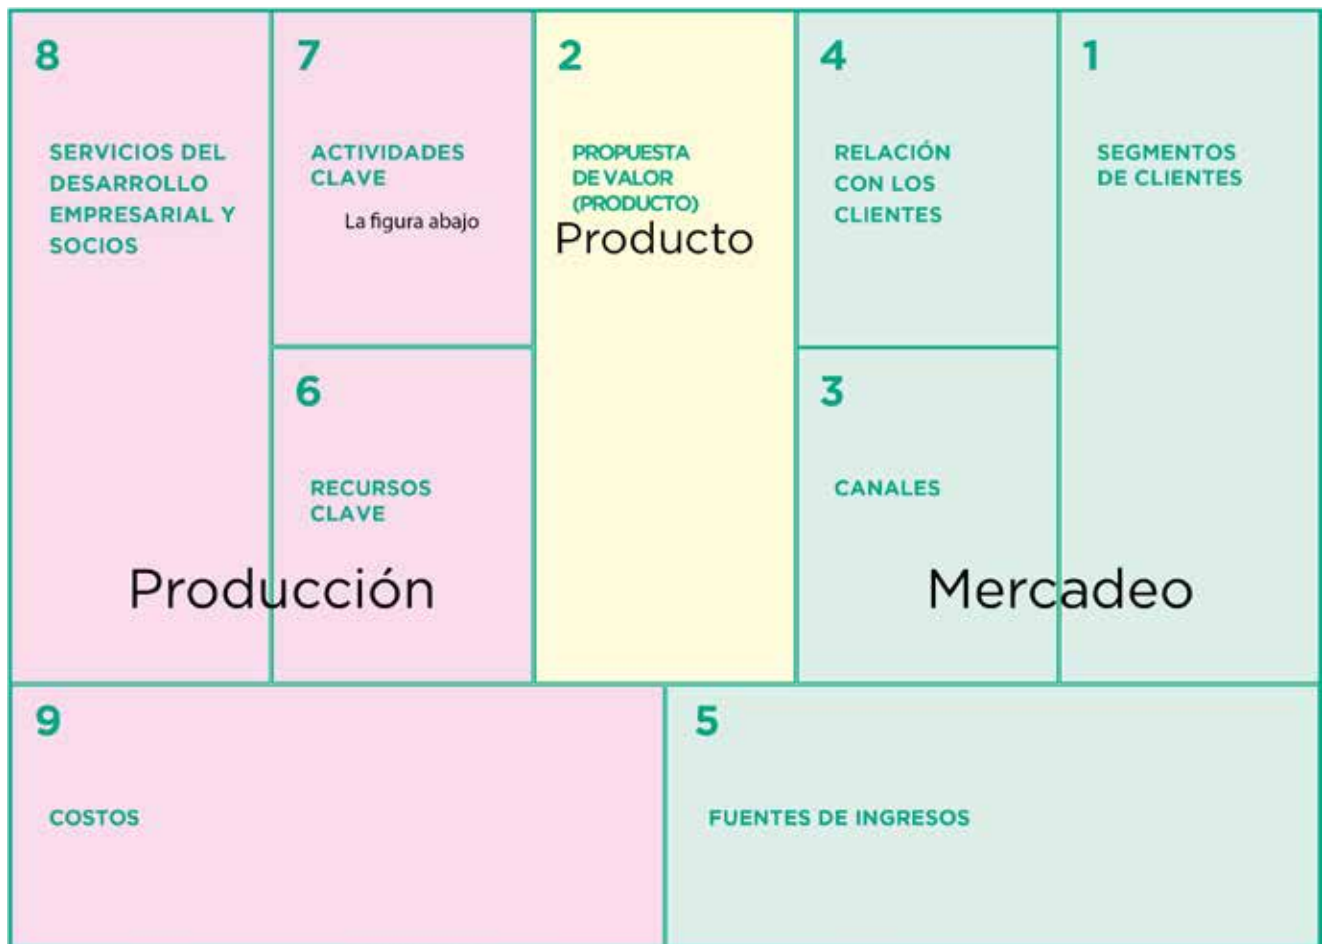 8
SERVICIOS DEL
DESARROLLO
EMPRESARIAL Y
SOCIOS
7
ACTIVIDADES
CLAVE
La figura abajo
6
RECURSOS
CLAVE
Producción
2
PROPUESTA
DE VALOR
(PRODUCTO)
Producto
4
RELACIÓN
CON LOS
CLIENTES
3
CANALES
1
SEGMENTOS
DE CLIENTES
Mercadeo
9
COSTOS
5
FUENTES DE INGRESOS